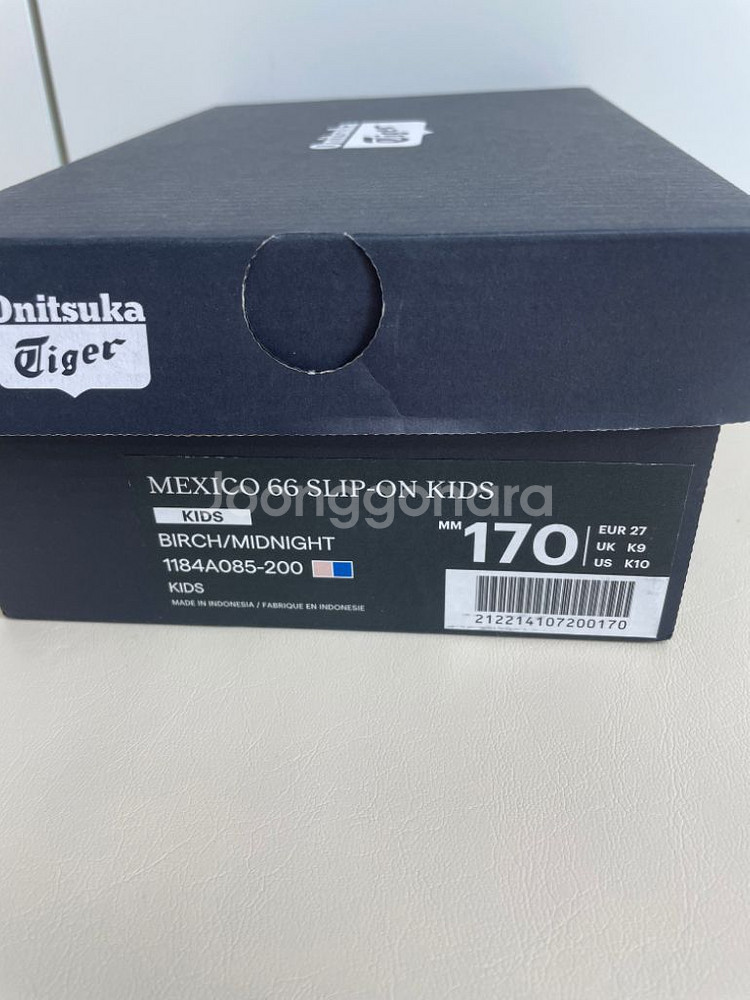 Onitsuka
Tiger
Onitsuka
Tiger
MEXICO 66 SLIP-ON KIDS
Joonggonara
KIDS
BIRCH/MIDNIGHT
1184A085-200
KIDS
MADE IN INDONESIA / FABRIQUE EN INDONESIE
MM 170
EUR 27
UK K9
US K10
212214107200170